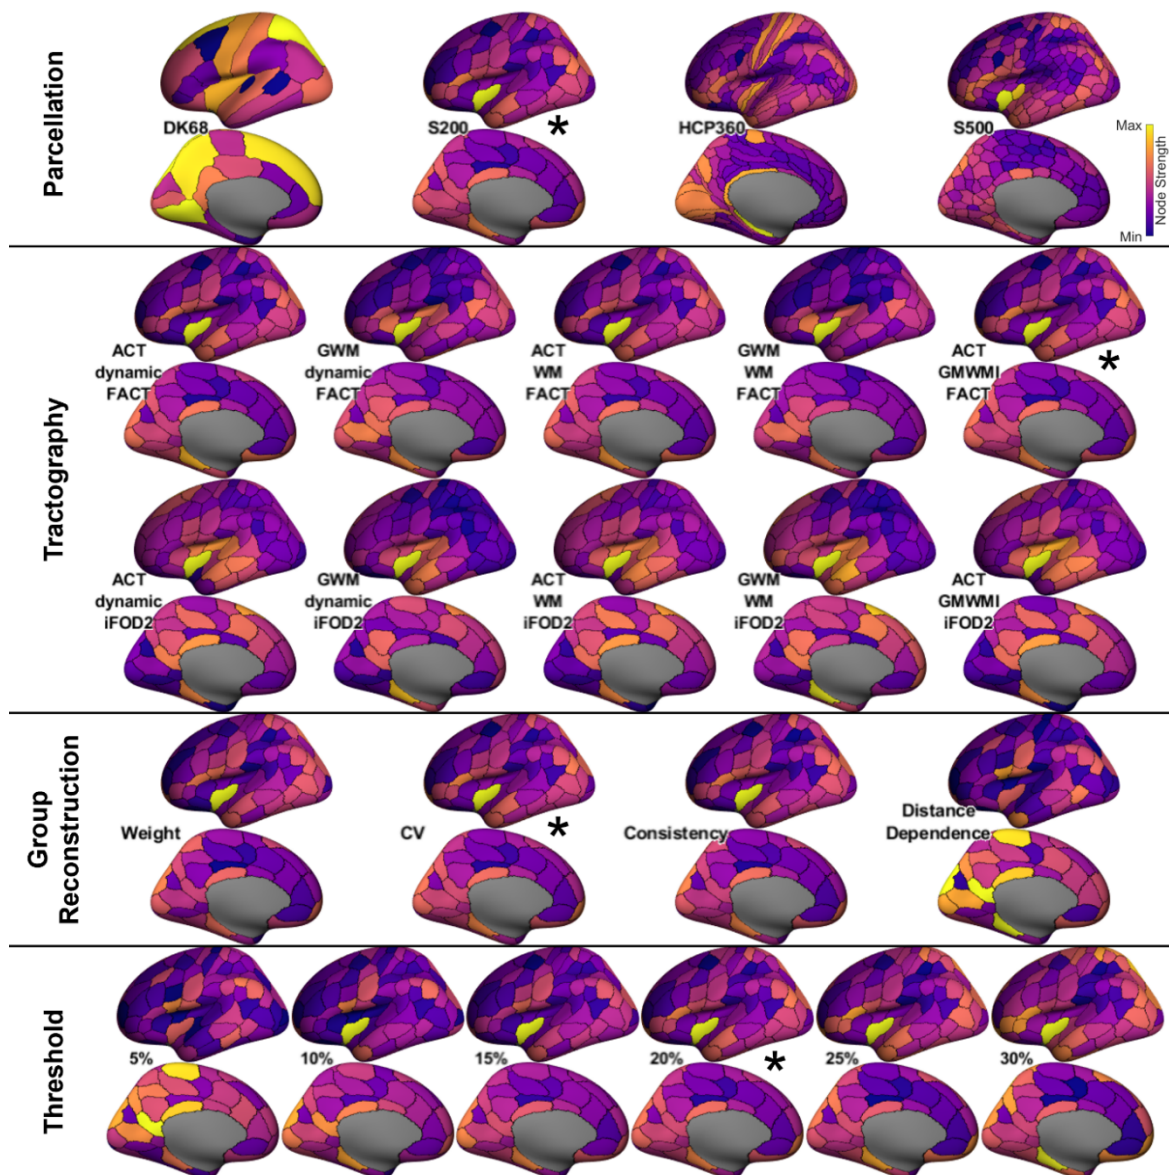 Parcellation
DK68
S200
*
HCP360
S500
Max
Node Strength
Min
Tractography
ACT
dynamic
FACT
GWM
dynamic
FACT
ACT
WM
FACT
GWM
WM
FACT
ACT
GMWMI
FACT
*
ACT
dynamic
iFOD2
GWM
dynamic
iFOD2
ACT
WM
iFOD2
GWM
WM
iFOD2
ACT
GMWMI
iFOD2
Group
Reconstruction
Weight
CV
*
Consistency
Distance
Dependence
Threshold
5%
10%
15%
20%
*
25%
30%